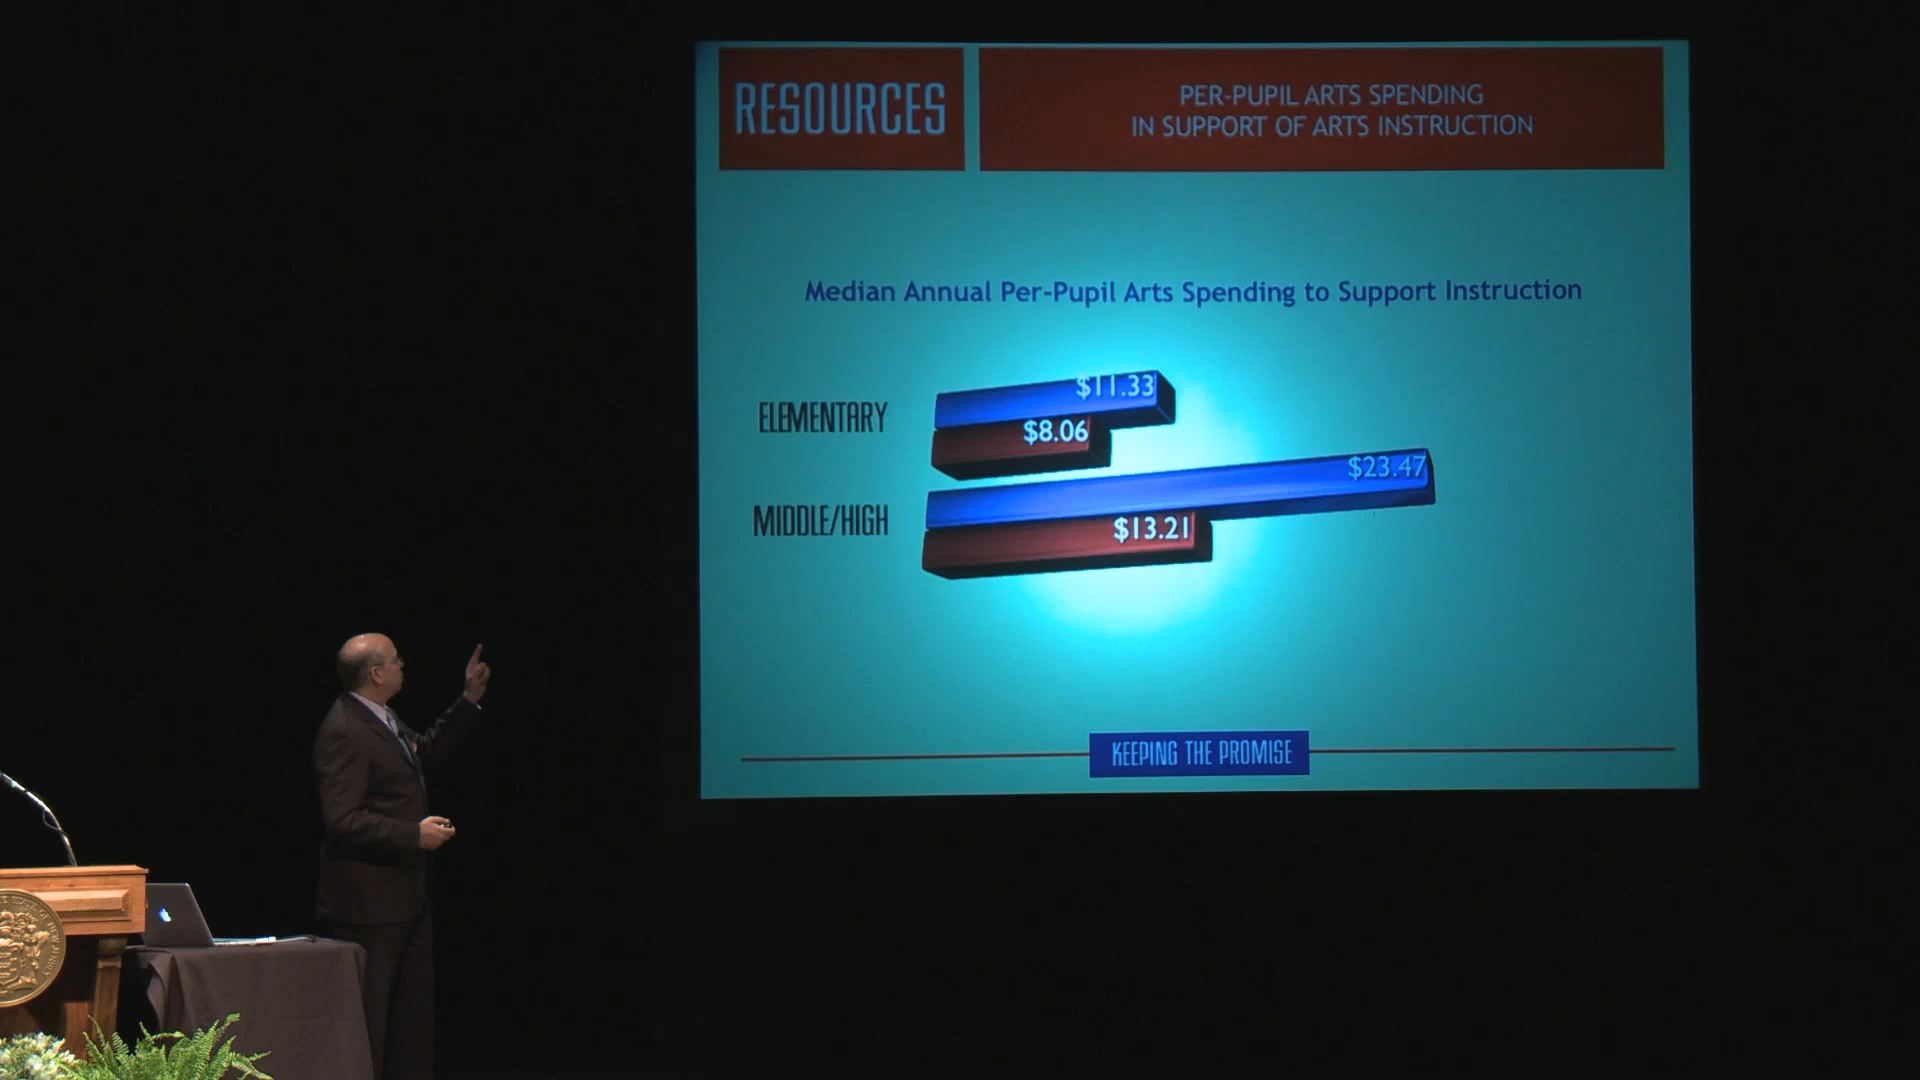 RESOURCES
PER-PUPIL ARTS SPENDING
IN SUPPORT OF ARTS INSTRUCTION
Median Annual Per-Pupil Arts Spending to Support Instruction
ELEMENTARY
$11.33
$8.06
MIDDLE/HIGH
$23.47
$13.21
KEEPING THE PROMISE